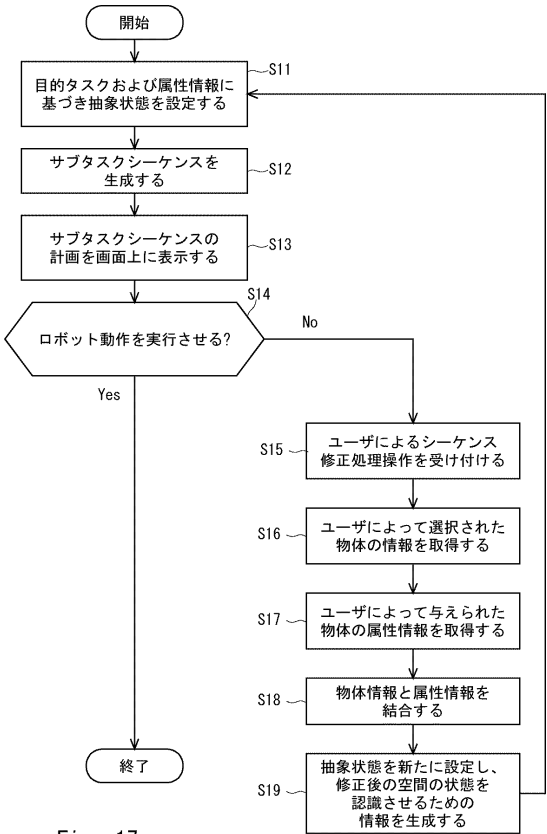 開始
目的タスクおよび属性情報に
基づき抽象状態を設定する
S11
サブタスクシーケンスを
生成する
S12
サブタスクシーケンスの
計画を画面上に表示する
S13
S14
ロボット動作を実行させる?
No
Yes
S15
ユーザによるシーケンス
修正処理操作を受け付ける
S16
ユーザによって選択された
物体の情報を取得する
S17
ユーザによって与えられた
物体の属性情報を取得する
S18
物体情報と属性情報を
結合する
S19
抽象状態を新たに設定し、
修正後の空間の状態を
認識させるための
情報を生成する
終了